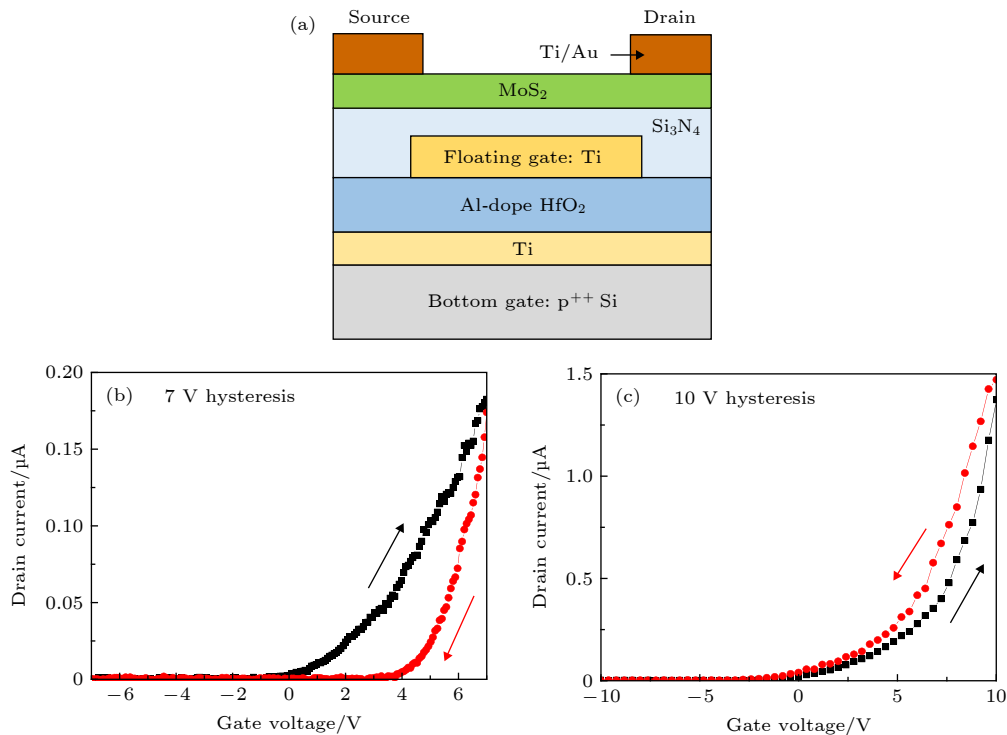 (a)
Source
Drain
Ti/Au
MoS₂
Si₃N₄
Floating gate: Ti
Al-dope HfO₂
Ti
Bottom gate: p⁺⁺ Si
(b) 7 V hysteresis
0.20
0.15
0.10
0.05
0
Drain current/μA
−6 −4 −2 0 2 4 6
Gate voltage/V
(c) 10 V hysteresis
1.5
1.0
0.5
0
Drain current/μA
−10 −5 0 5 10
Gate voltage/V